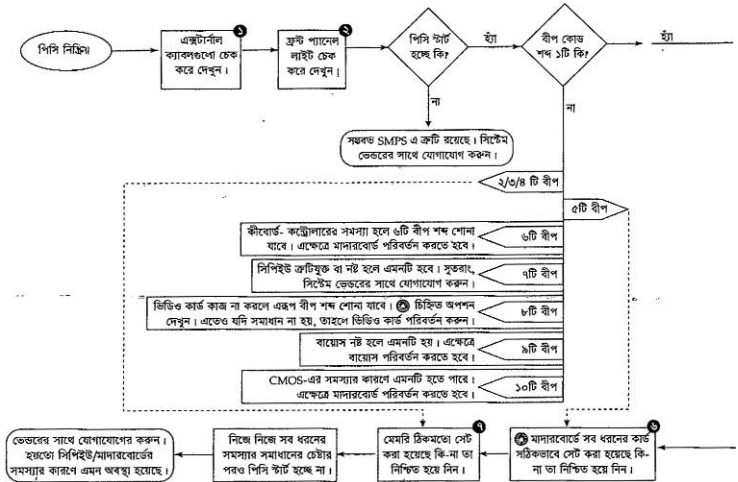 পিসি নিষ্ক্রিয়
১
এক্সটার্নাল
ক্যাবলগুলো চেক
করে দেখুন।
২
ফ্রন্ট প্যানেল
লাইট চেক
করে দেখুন।
পিসি স্টার্ট
হচ্ছে কি?
হ্যাঁ
বীপ কোড
শব্দ ১টি কি?
হ্যাঁ
না
না
সম্ভবত SMPS এ ত্রুটি রয়েছে। সিস্টেম
ভেন্ডরের সাথে যোগাযোগ করুন।
২/৩/৪ টি বীপ
৫টি বীপ
কীবোর্ড- কন্ট্রোলারের সমস্যা হলে ৬টি বীপ শব্দ শোনা
যাবে। এক্ষেত্রে মাদারবোর্ড পরিবর্তন করতে হবে।
৬টি বীপ
সিপিইউ ত্রুটিযুক্ত বা নষ্ট হলে এমনটি হবে। সুতরাং,
সিস্টেম ভেন্ডরের সাথে যোগাযোগ করুন।
৭টি বীপ
ভিডিও কার্ড কাজ না করলে এরূপ বীপ শব্দ শোনা যাবে। চিহ্নিত অপশন
দেখুন। এতেও যদি সমাধান না হয়, তাহলে ভিডিও কার্ড পরিবর্তন করুন।
৮টি বীপ
বায়োস নষ্ট হলে এমনটি হয়। এক্ষেত্রে
বায়োস পরিবর্তন করতে হবে।
৯টি বীপ
CMOS-এর সমস্যার কারণে এমনটি হতে পারে।
এক্ষেত্রে মাদারবোর্ড পরিবর্তন করতে হবে।
১০টি বীপ
৬
মাদারবোর্ডে সব ধরনের কার্ড
সঠিকভাবে সেট করা হয়েছে কি-
না তা নিশ্চিত হয়ে নিন।
৭
মেমরি ঠিকমতো সেট
করা হয়েছে কি-না তা
নিশ্চিত হয়ে নিন।
নিজে নিজে সব ধরনের
সমস্যার সমাধানের চেষ্টার
পরও পিসি স্টার্ট হচ্ছে না।
ভেন্ডরের সাথে যোগাযোগের করুন।
হয়তো সিপিইউ/মাদারবোর্ডের
সমস্যার কারণে এমন অবস্থা হয়েছে।